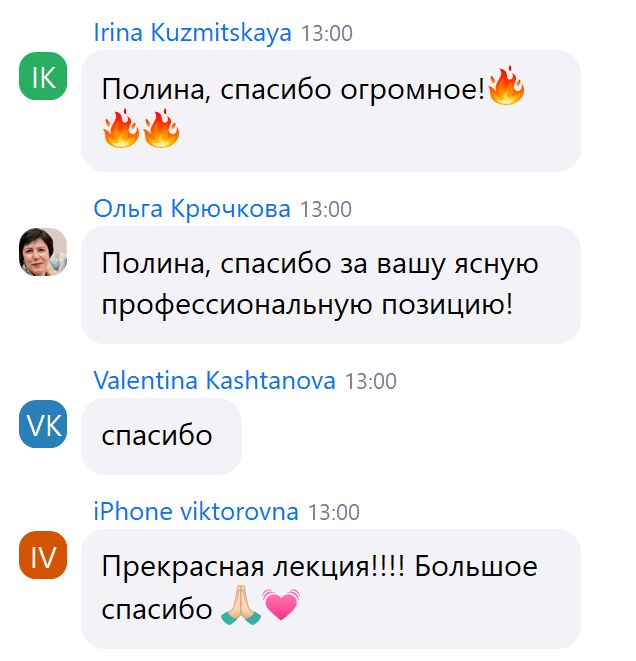 Irina Kuzmitskaya 13:00
IK
Полина, спасибо огромное!🔥
🔥🔥
Ольга Крючкова 13:00
Полина, спасибо за вашу ясную
профессиональную позицию!
Valentina Kashtanova 13:00
VK
спасибо
iPhone viktorovna 13:00
IV
Прекрасная лекция!!!! Большое
спасибо 🙏🏼💓